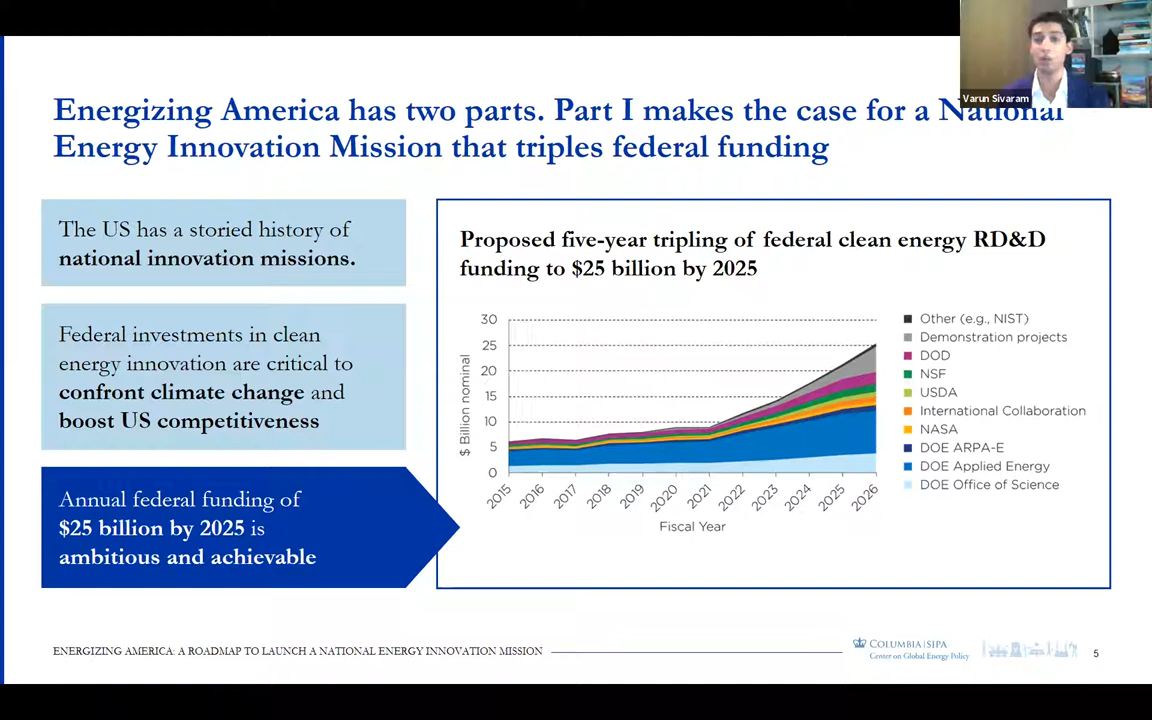 Varun Sivaram
Energizing America has two parts. Part I makes the case for a National
Energy Innovation Mission that triples federal funding
The US has a storied history of
national innovation missions.
Federal investments in clean
energy innovation are critical to
confront climate change and
boost US competitiveness
Annual federal funding of
$25 billion by 2025 is
ambitious and achievable
Proposed five-year tripling of federal clean energy RD&D
funding to $25 billion by 2025
$ Billion nominal
30
25
20
15
10
5
0
2015
2016
2017
2018
2019
2020
2021
2022
2023
2024
2025
2026
Fiscal Year
Other (e.g., NIST)
Demonstration projects
DOD
NSF
USDA
International Collaboration
NASA
DOE ARPA-E
DOE Applied Energy
DOE Office of Science
ENERGIZING AMERICA: A ROADMAP TO LAUNCH A NATIONAL ENERGY INNOVATION MISSION
COLUMBIA | SIPA
Center on Global Energy Policy
5